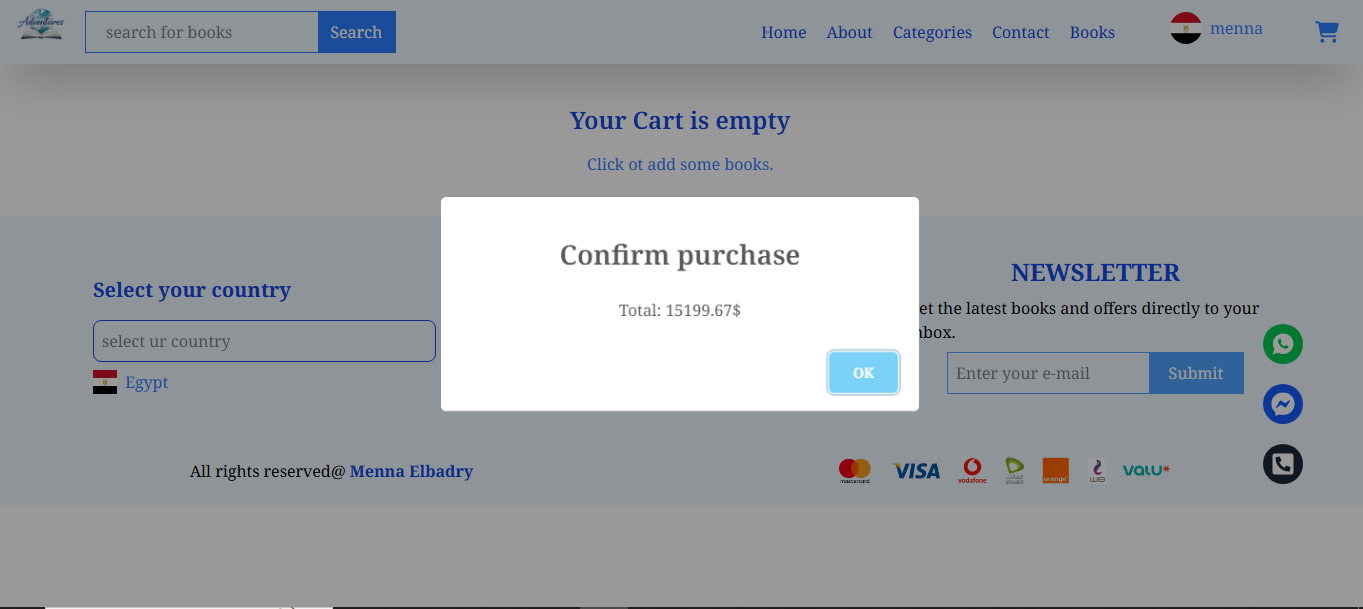 Adventures
search for books
Search
Home
About
Categories
Contact
Books
menna
Your Cart is empty
Click ot add some books.
Confirm purchase
Total: 15199.67$
OK
Select your country
select ur country
Egypt
NEWSLETTER
et the latest books and offers directly to your
nbox.
Enter your e-mail
Submit
All rights reserved@ Menna Elbadry
mastercard
VISA
vodafone
orange
we
valu*